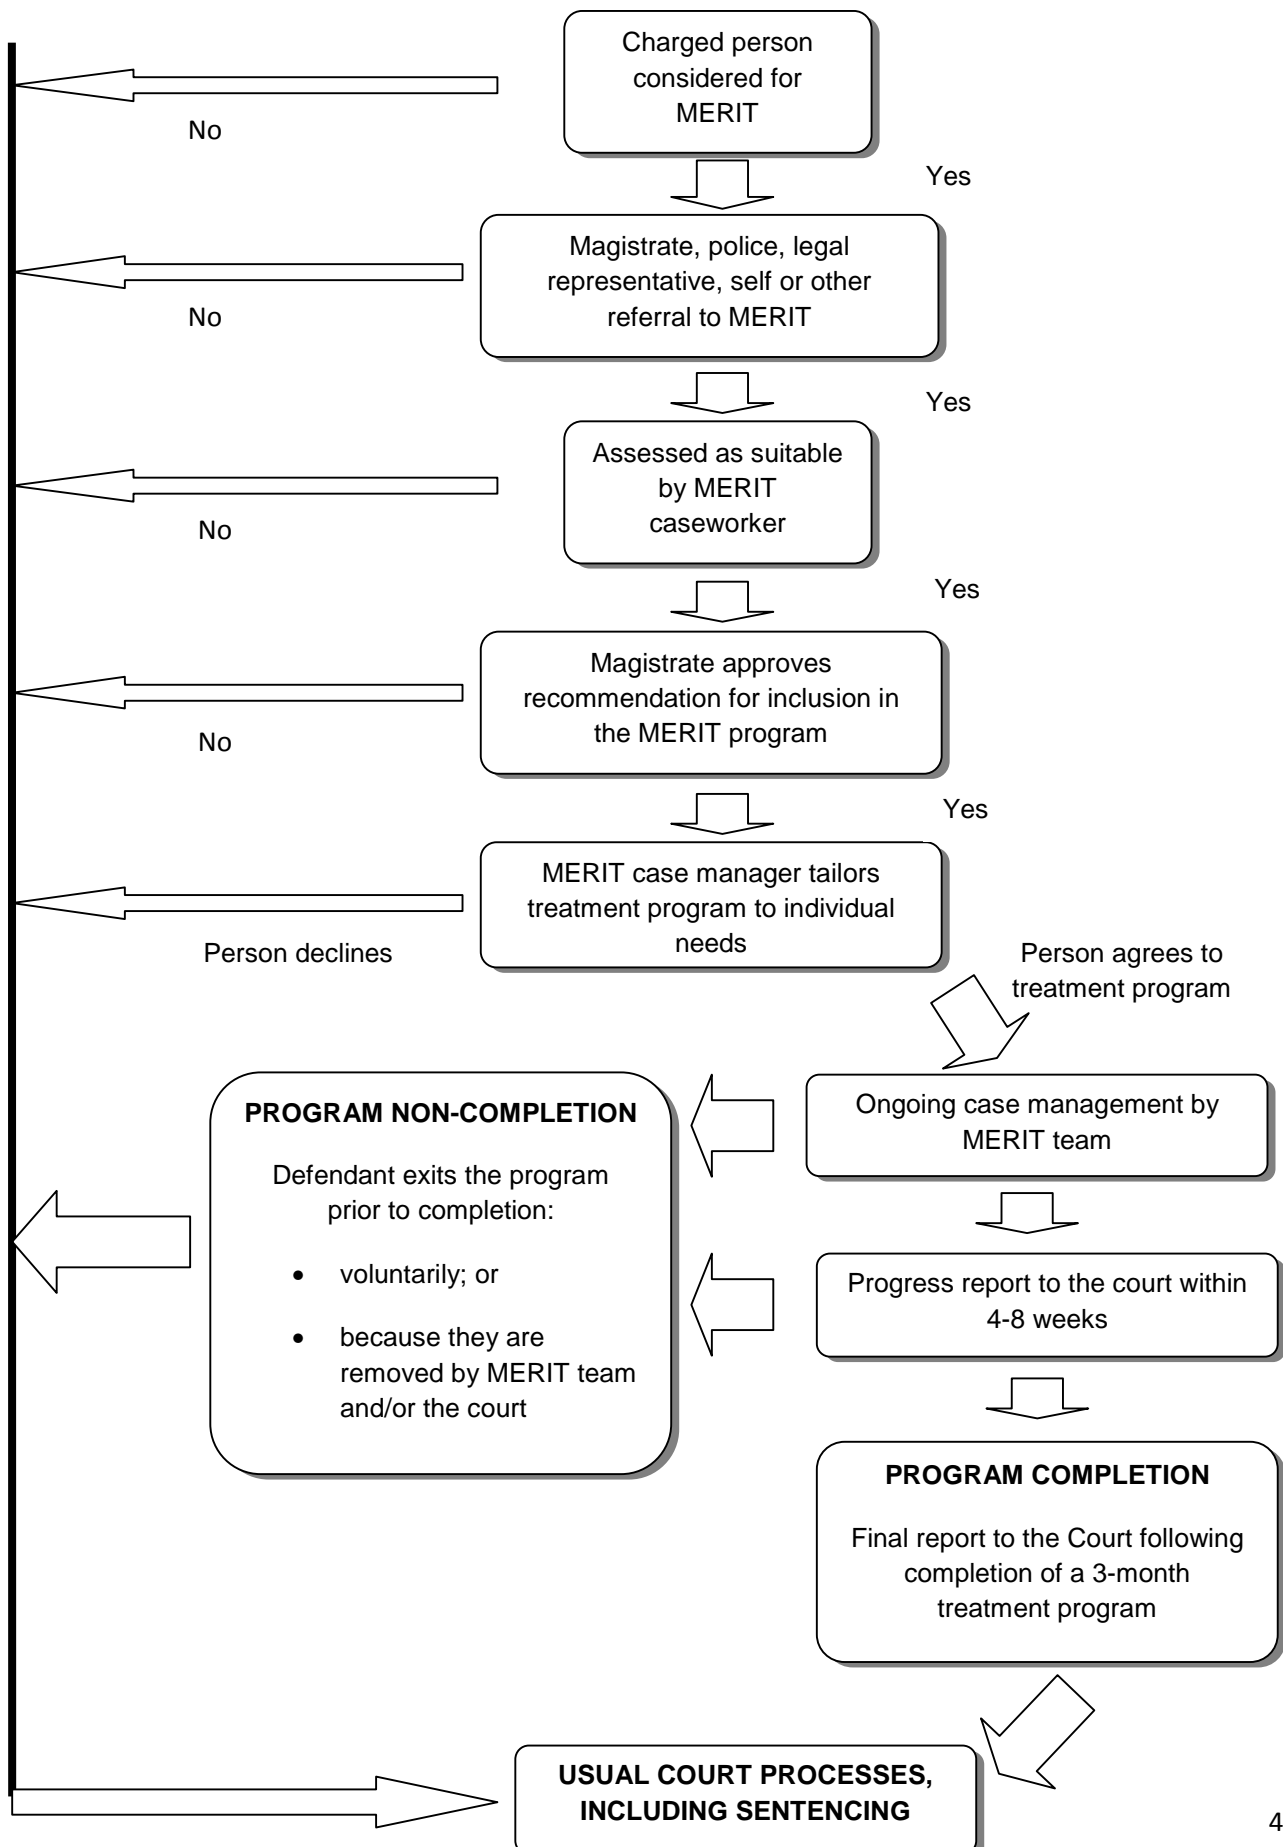 Charged person
considered for
MERIT
No
Yes
Magistrate, police, legal
representative, self or other
referral to MERIT
No
Yes
Assessed as suitable
by MERIT
caseworker
No
Yes
Magistrate approves
recommendation for inclusion in
the MERIT program
No
Yes
MERIT case manager tailors
treatment program to individual
needs
Person declines
Person agrees to
treatment program
Ongoing case management by
MERIT team
PROGRAM NON-COMPLETION
Defendant exits the program
prior to completion:
• voluntarily; or
• because they are
removed by MERIT team
and/or the court
Progress report to the court within
4-8 weeks
PROGRAM COMPLETION
Final report to the Court following
completion of a 3-month
treatment program
USUAL COURT PROCESSES,
INCLUDING SENTENCING
4